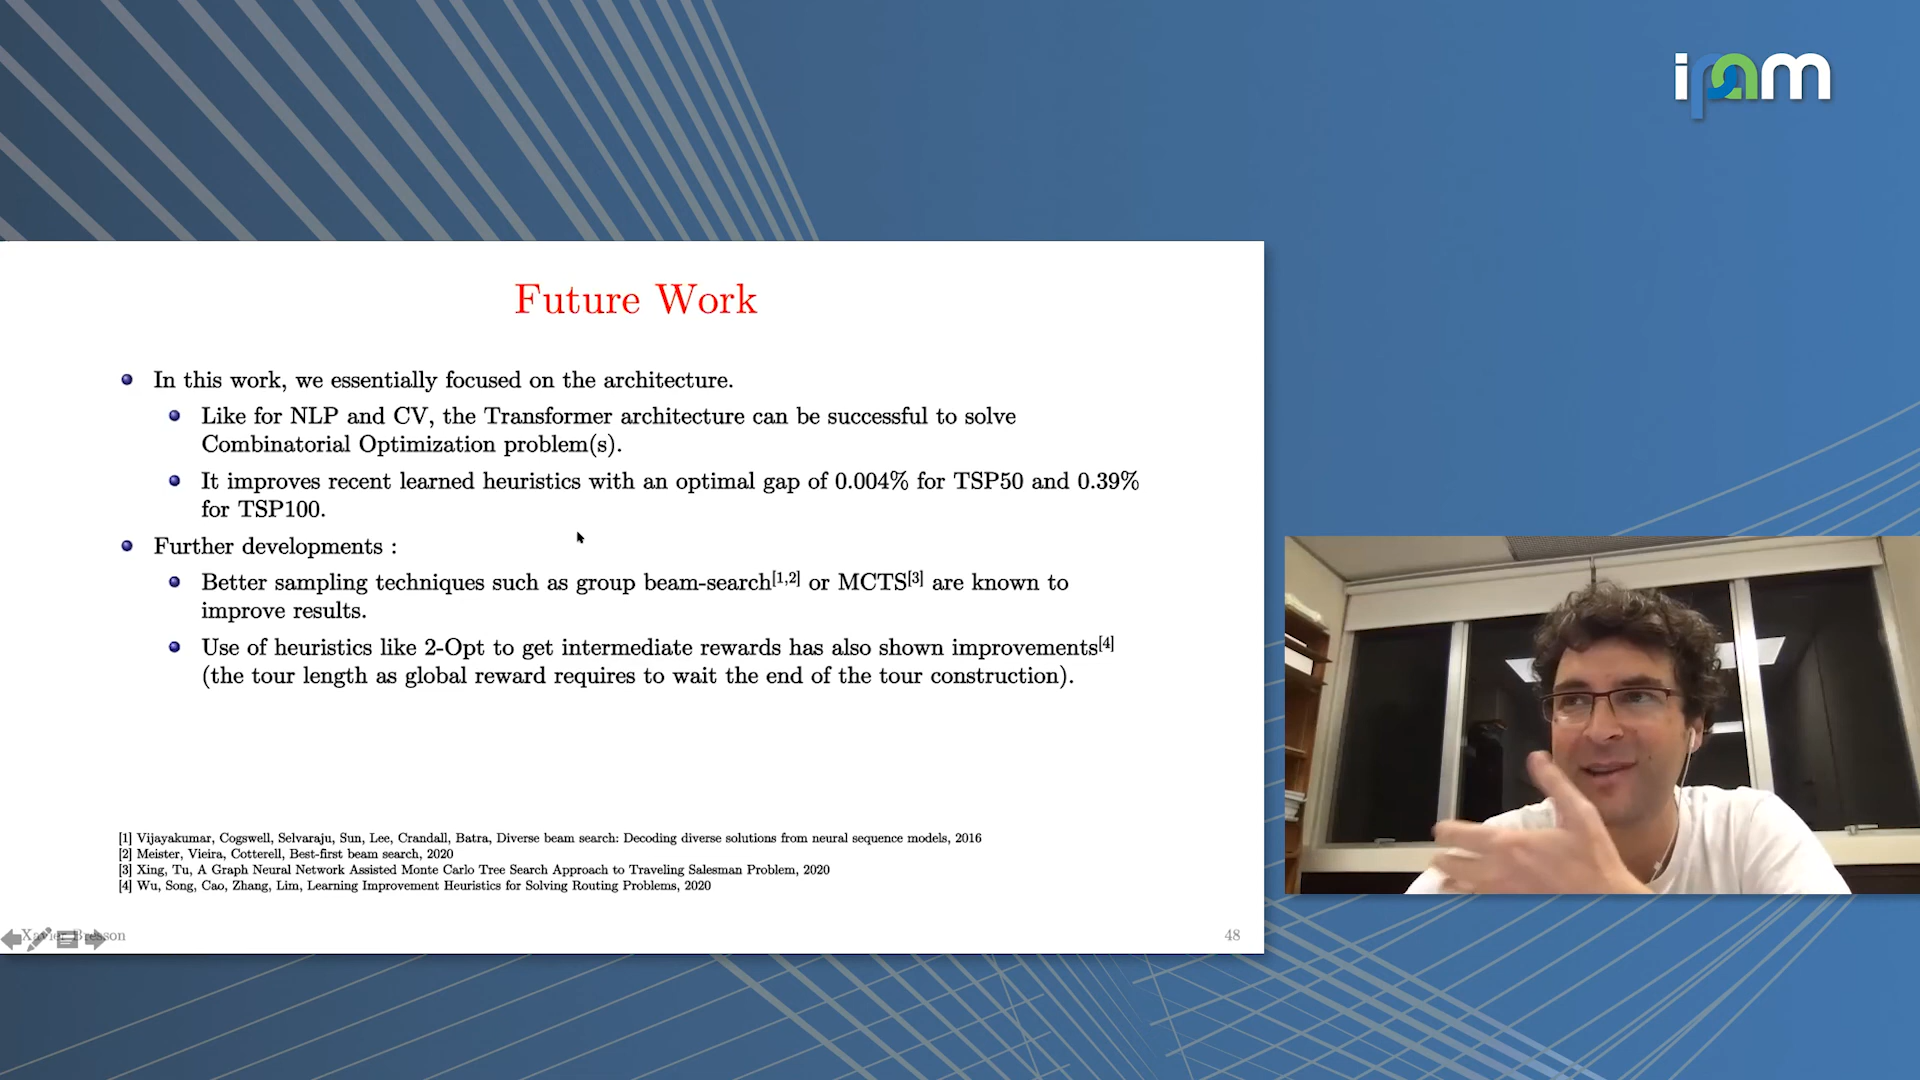 ipam
Future Work
In this work, we essentially focused on the architecture.
Like for NLP and CV, the Transformer architecture can be successful to solve
Combinatorial Optimization problem(s).
It improves recent learned heuristics with an optimal gap of 0.004% for TSP50 and 0.39%
for TSP100.
Further developments :
Better sampling techniques such as group beam-search[1,2] or MCTS[3] are known to
improve results.
Use of heuristics like 2-Opt to get intermediate rewards has also shown improvements[4]
(the tour length as global reward requires to wait the end of the tour construction).
[1] Vijayakumar, Cogswell, Selvaraju, Sun, Lee, Crandall, Batra, Diverse beam search: Decoding diverse solutions from neural sequence models, 2016
[2] Meister, Vieira, Cotterell, Best-first beam search, 2020
[3] Xing, Tu, A Graph Neural Network Assisted Monte Carlo Tree Search Approach to Traveling Salesman Problem, 2020
[4] Wu, Song, Cao, Zhang, Lim, Learning Improvement Heuristics for Solving Routing Problems, 2020
Xavier Bresson
48